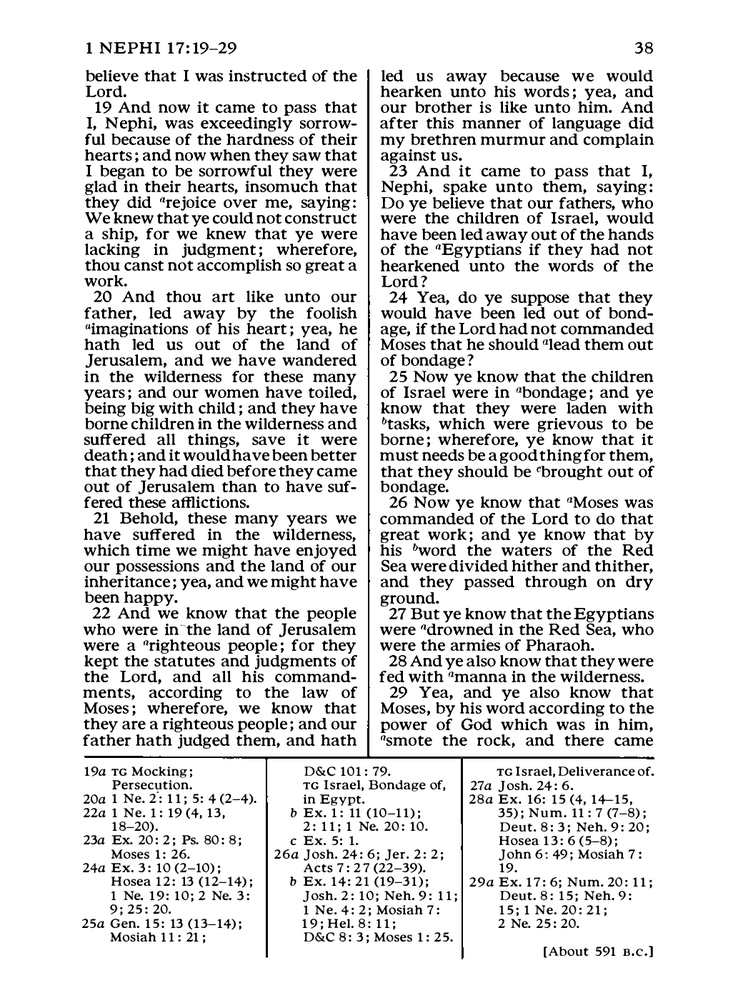 1 NEPHI 17:19–29
38
believe that I was instructed of the
Lord.
19 And now it came to pass that
I, Nephi, was exceedingly sorrow-
ful because of the hardness of their
hearts; and now when they saw that
I began to be sorrowful they were
glad in their hearts, insomuch that
they did arejoice over me, saying:
We knew that ye could not construct
a ship, for we knew that ye were
lacking in judgment; wherefore,
thou canst not accomplish so great a
work.
20 And thou art like unto our
father, led away by the foolish
aimaginations of his heart; yea, he
hath led us out of the land of
Jerusalem, and we have wandered
in the wilderness for these many
years; and our women have toiled,
being big with child; and they have
borne children in the wilderness and
suffered all things, save it were
death; and it would have been better
that they had died before they came
out of Jerusalem than to have suf-
fered these afflictions.
21 Behold, these many years we
have suffered in the wilderness,
which time we might have enjoyed
our possessions and the land of our
inheritance; yea, and we might have
been happy.
22 And we know that the people
who were in the land of Jerusalem
were a arighteous people; for they
kept the statutes and judgments of
the Lord, and all his command-
ments, according to the law of
Moses; wherefore, we know that
they are a righteous people; and our
father hath judged them, and hath
led us away because we would
hearken unto his words; yea, and
our brother is like unto him. And
after this manner of language did
my brethren murmur and complain
against us.
23 And it came to pass that I,
Nephi, spake unto them, saying:
Do ye believe that our fathers, who
were the children of Israel, would
have been led away out of the hands
of the aEgyptians if they had not
hearkened unto the words of the
Lord?
24 Yea, do ye suppose that they
would have been led out of bond-
age, if the Lord had not commanded
Moses that he should alead them out
of bondage?
25 Now ye know that the children
of Israel were in abondage; and ye
know that they were laden with
btasks, which were grievous to be
borne; wherefore, ye know that it
must needs be a good thing for them,
that they should be cbrought out of
bondage.
26 Now ye know that aMoses was
commanded of the Lord to do that
great work; and ye know that by
his bword the waters of the Red
Sea were divided hither and thither,
and they passed through on dry
ground.
27 But ye know that the Egyptians
were adrowned in the Red Sea, who
were the armies of Pharaoh.
28 And ye also know that they were
fed with amanna in the wilderness.
29 Yea, and ye also know that
Moses, by his word according to the
power of God which was in him,
asmote the rock, and there came
19a TG Mocking;
Persecution.
20a 1 Ne. 2:11; 5:4 (2–4).
22a 1 Ne. 1:19 (4, 13,
18–20).
23a Ex. 20:2; Ps. 80:8;
Moses 1:26.
24a Ex. 3:10 (2–10);
Hosea 12:13 (12–14);
1 Ne. 19:10; 2 Ne. 3:
9; 25:20.
25a Gen. 15:13 (13–14);
Mosiah 11:21;
D&C 101:79.
TG Israel, Bondage of,
in Egypt.
b Ex. 1:11 (10–11);
2:11; 1 Ne. 20:10.
c Ex. 5:1.
26a Josh. 24:6; Jer. 2:2;
Acts 7:27 (22–39).
b Ex. 14:21 (19–31);
Josh. 2:10; Neh. 9:11;
1 Ne. 4:2; Mosiah 7:
19; Hel. 8:11;
D&C 8:3; Moses 1:25.
TG Israel, Deliverance of.
27a Josh. 24:6.
28a Ex. 16:15 (4, 14–15,
35); Num. 11:7 (7–8);
Deut. 8:3; Neh. 9:20;
Hosea 13:6 (5–8);
John 6:49; Mosiah 7:
19.
29a Ex. 17:6; Num. 20:11;
Deut. 8:15; Neh. 9:
15; 1 Ne. 20:21;
2 Ne. 25:20.
[About 591 B.C.]